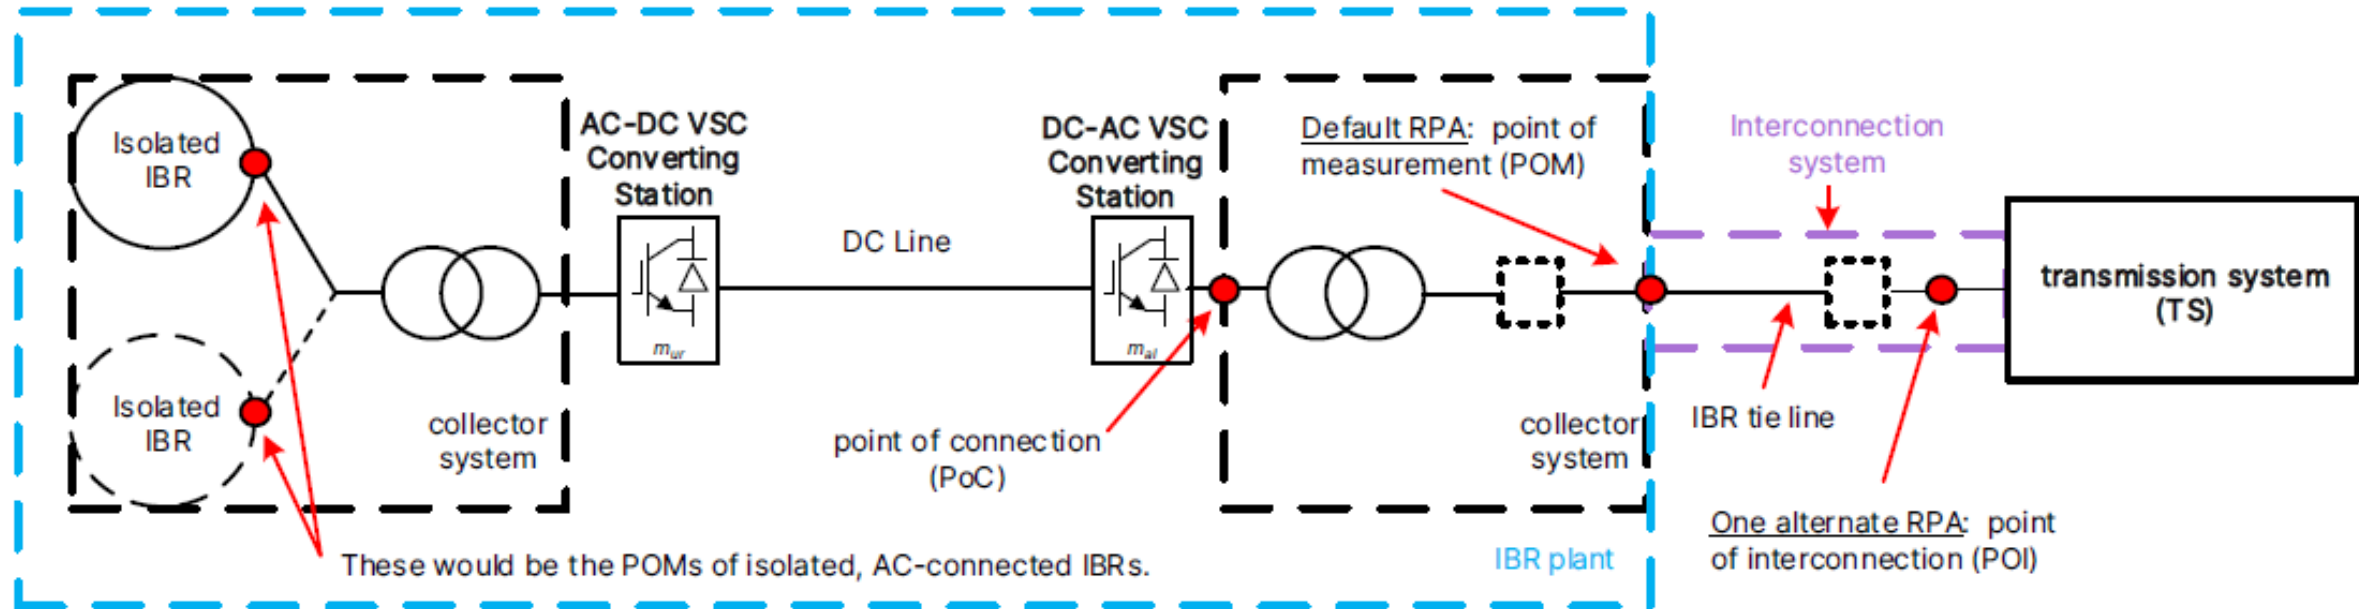 Isolated
IBR
Isolated
IBR
collector
system
AC-DC VSC
Converting
Station
m_ur
DC Line
DC-AC VSC
Converting
Station
m_al
point of connection
(PoC)
These would be the POMs of isolated, AC-connected IBRs.
Default RPA: point of
measurement (POM)
collector
system
IBR plant
Interconnection
system
IBR tie line
One alternate RPA: point
of interconnection (POI)
transmission system
(TS)